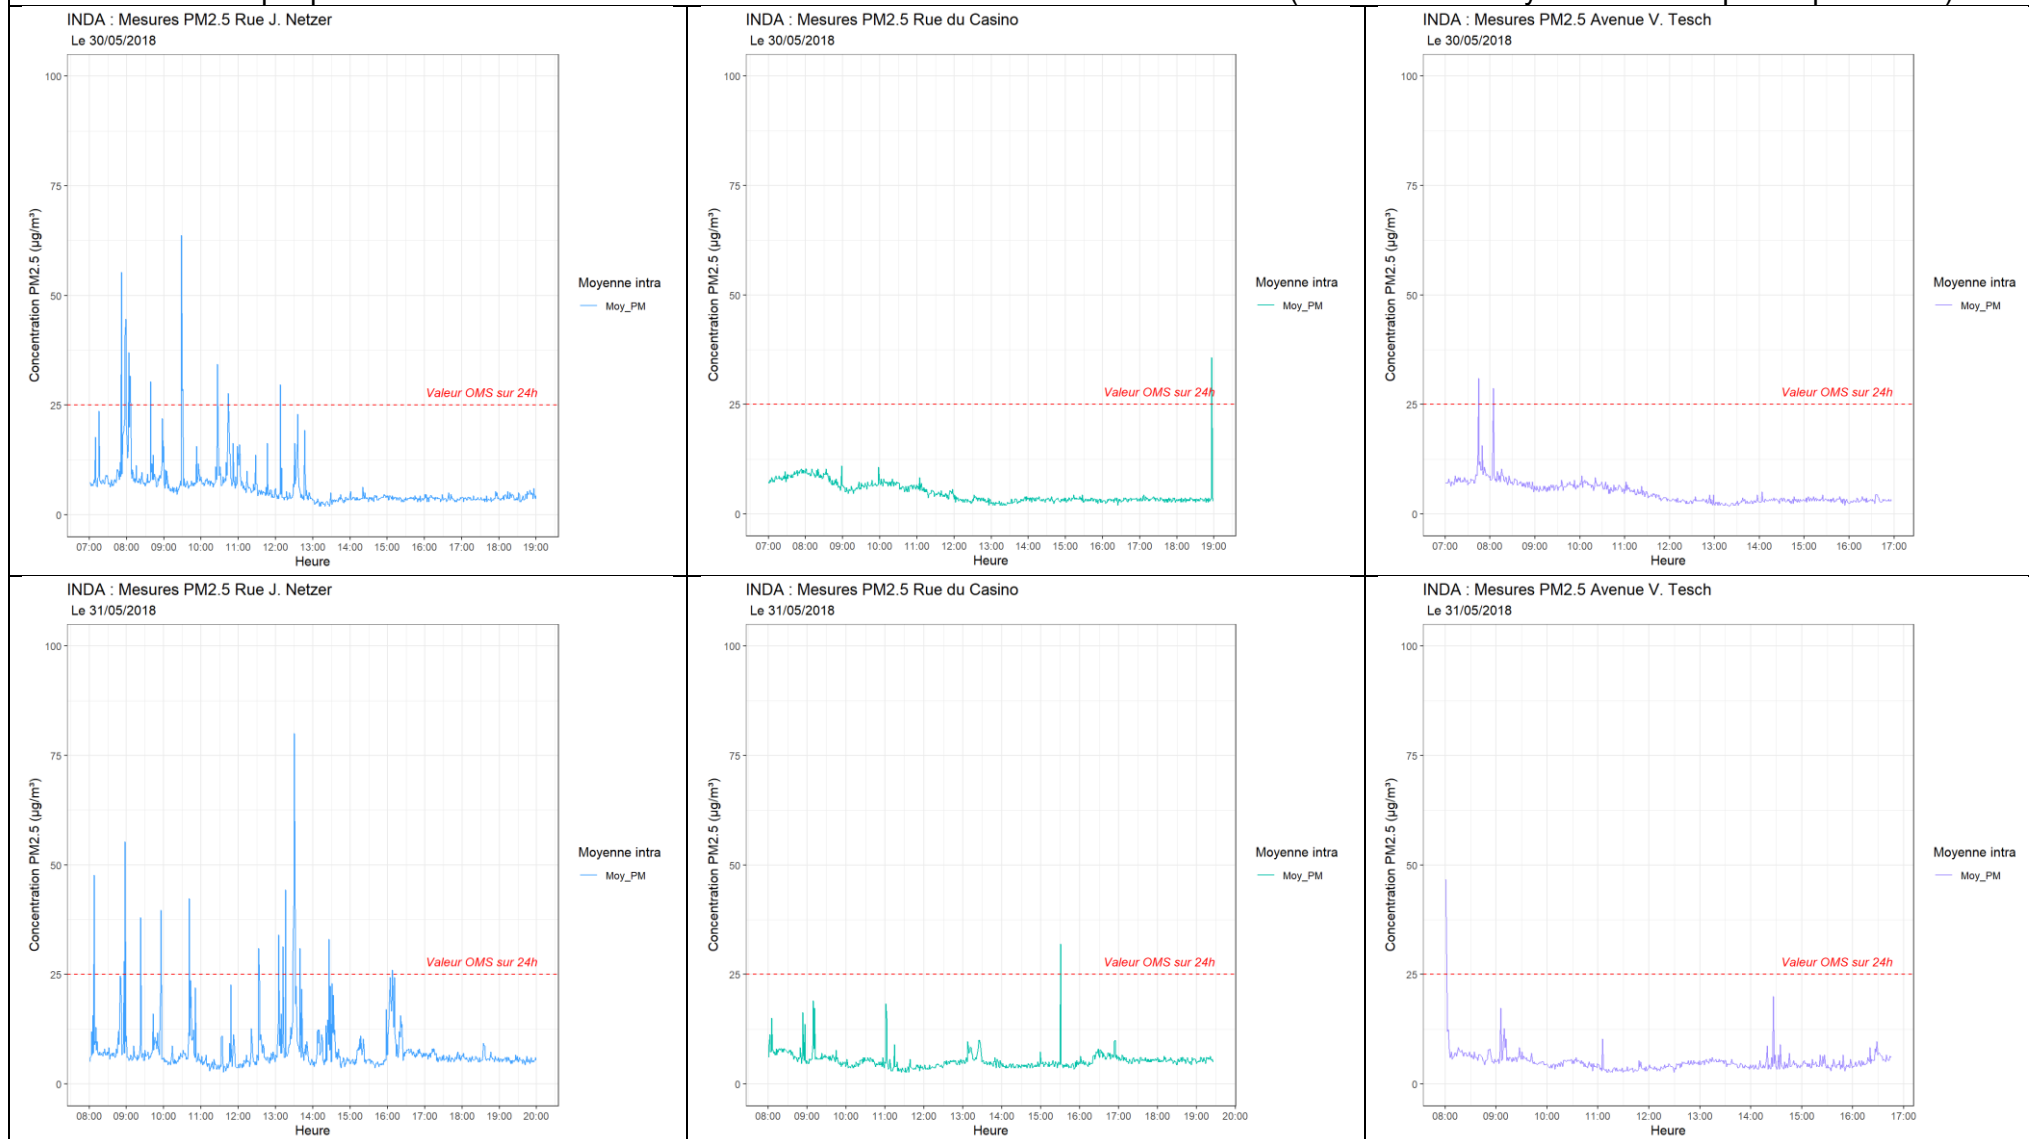 INDA : Mesures PM2.5 Rue J. Netzer
Le 30/05/2018
100
75
50
25
0
Concentration PM2.5 (µg/m³)
Valeur OMS sur 24h
07:00 08:00 09:00 10:00 11:00 12:00 13:00 14:00 15:00 16:00 17:00 18:00 19:00
Heure
Moyenne intra
Moy_PM
INDA : Mesures PM2.5 Rue du Casino
Le 30/05/2018
100
75
50
25
0
Concentration PM2.5 (µg/m³)
Valeur OMS sur 24h
07:00 08:00 09:00 10:00 11:00 12:00 13:00 14:00 15:00 16:00 17:00 18:00 19:00
Heure
Moyenne intra
Moy_PM
INDA : Mesures PM2.5 Avenue V. Tesch
Le 30/05/2018
100
75
50
25
0
Concentration PM2.5 (µg/m³)
Valeur OMS sur 24h
07:00 08:00 09:00 10:00 11:00 12:00 13:00 14:00 15:00 16:00 17:00
Heure
Moyenne intra
Moy_PM
INDA : Mesures PM2.5 Rue J. Netzer
Le 31/05/2018
100
75
50
25
0
Concentration PM2.5 (µg/m³)
Valeur OMS sur 24h
08:00 09:00 10:00 11:00 12:00 13:00 14:00 15:00 16:00 17:00 18:00 19:00 20:00
Heure
Moyenne intra
Moy_PM
INDA : Mesures PM2.5 Rue du Casino
Le 31/05/2018
100
75
50
25
0
Concentration PM2.5 (µg/m³)
Valeur OMS sur 24h
08:00 09:00 10:00 11:00 12:00 13:00 14:00 15:00 16:00 17:00 18:00 19:00 20:00
Heure
Moyenne intra
Moy_PM
INDA : Mesures PM2.5 Avenue V. Tesch
Le 31/05/2018
100
75
50
25
0
Concentration PM2.5 (µg/m³)
Valeur OMS sur 24h
08:00 09:00 10:00 11:00 12:00 13:00 14:00 15:00 16:00 17:00
Heure
Moyenne intra
Moy_PM